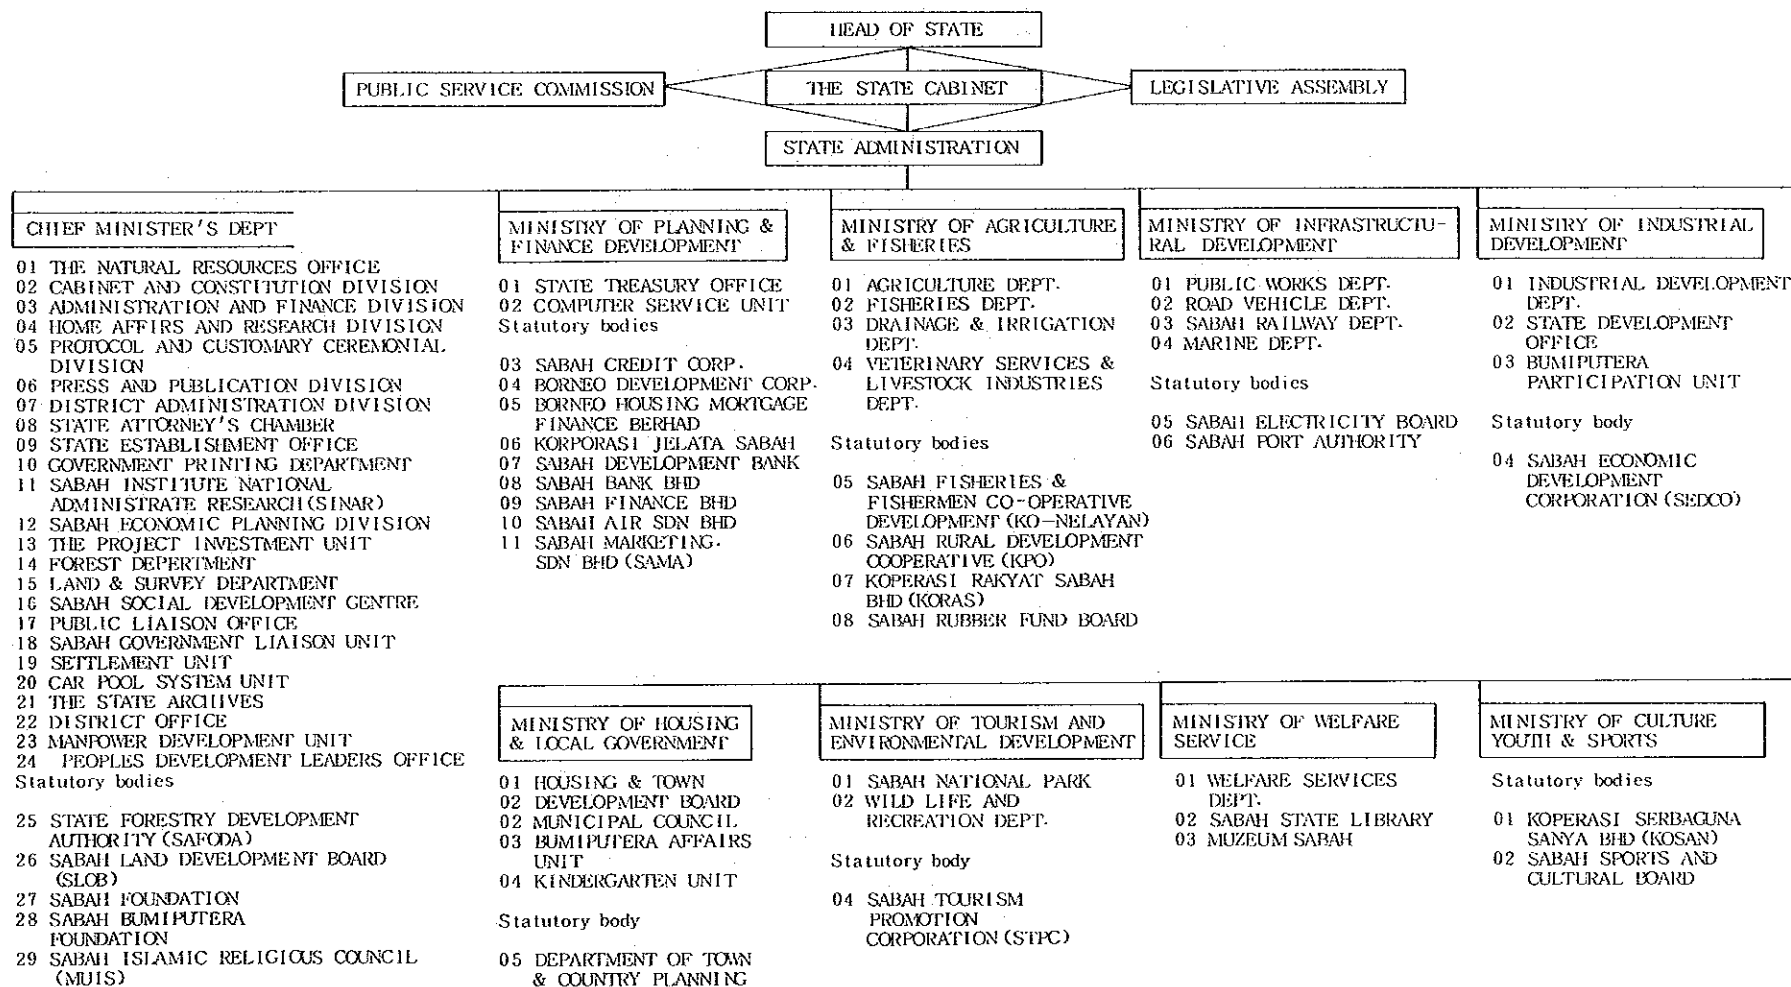 HEAD OF STATE
PUBLIC SERVICE COMMISSION
THE STATE CABINET
LEGISLATIVE ASSEMBLY
STATE ADMINISTRATION
CHIEF MINISTER'S DEPT
01 THE NATURAL RESOURCES OFFICE
02 CABINET AND CONSTITUTION DIVISION
03 ADMINISTRATION AND FINANCE DIVISION
04 HOME AFFIRS AND RESEARCH DIVISION
05 PROTOCOL AND CUSTOMARY CEREMONIAL
DIVISION
06 PRESS AND PUBLICATION DIVISION
07 DISTRICT ADMINISTRATION DIVISION
08 STATE ATTORNEY'S CHAMBER
09 STATE ESTABLISHMENT OFFICE
10 GOVERNMENT PRINTING DEPARTMENT
11 SABAH INSTITUTE NATIONAL
ADMINISTRATE RESEARCH(SINAR)
12 SABAH ECONOMIC PLANNING DIVISION
13 THE PROJECT INVESTMENT UNIT
14 FOREST DEPERTMENT
15 LAND & SURVEY DEPARTMENT
16 SABAH SOCIAL DEVELOPMENT CENTRE
17 PUBLIC LIAISON OFFICE
18 SABAH GOVERNMENT LIAISON UNIT
19 SETTLEMENT UNIT
20 CAR POOL SYSTEM UNIT
21 THE STATE ARCHIVES
22 DISTRICT OFFICE
23 MANPOWER DEVELOPMENT UNIT
24 PEOPLES DEVELOPMENT LEADERS OFFICE
Statutory bodies
25 STATE FORESTRY DEVELOPMENT
AUTHORITY(SAFODA)
26 SABAH LAND DEVELOPMENT BOARD
(SLOB)
27 SABAH FOUNDATION
28 SABAH BUMIPUTERA
FOUNDATION
29 SABAH ISLAMIC RELIGIOUS COUNCIL
(MUIS)
MINISTRY OF PLANNING &
FINANCE DEVELOPMENT
01 STATE TREASURY OFFICE
02 COMPUTER SERVICE UNIT
Statutory bodies
03 SABAH CREDIT CORP.
04 BORNEO DEVELOPMENT CORP.
05 BORNEO HOUSING MORTGAGE
FINANCE BERHAD
06 KORPORASI JELATA SABAH
07 SABAH DEVELOPMENT BANK
08 SABAH BANK BHD
09 SABAH FINANCE BHD
10 SABAH AIR SDN BHD
11 SABAH MARKETING.
SDN BHD(SAMA)
MINISTRY OF AGRICULTURE
& FISHERIES
01 AGRICULTURE DEPT.
02 FISHERIES DEPT.
03 DRAINAGE & IRRIGATION
DEPT.
04 VETERINARY SERVICES &
LIVESTOCK INDUSTRIES
DEPT.
Statutory bodies
05 SABAH FISHERIES &
FISHERMEN CO-OPERATIVE
DEVELOPMENT(KO-NELAYAN)
06 SABAH RURAL DEVELOPMENT
COOPERATIVE(KPO)
07 KOPERASI RAKYAT SABAH
BHD(KORAS)
08 SABAH RUBBER FUND BOARD
MINISTRY OF INFRASTRUCTU-
RAL DEVELOPMENT
01 PUBLIC WORKS DEPT.
02 ROAD VEHICLE DEPT.
03 SABAH RAILWAY DEPT.
04 MARINE DEPT.
Statutory bodies
05 SABAH ELECTRICITY BOARD
06 SABAH PORT AUTHORITY
MINISTRY OF INDUSTRIAL
DEVELOPMENT
01 INDUSTRIAL DEVELOPMENT
DEPT.
02 STATE DEVELOPMENT
OFFICE
03 BUMIPUTERA
PARTICIPATION UNIT
Statutory body
04 SABAH ECONOMIC
DEVELOPMENT
CORPORATION(SEDCO)
MINISTRY OF HOUSING
& LOCAL GOVERNMENT
01 HOUSING & TOWN
02 DEVELOPMENT BOARD
02 MUNICIPAL COUNCIL
03 BUMIPUTERA AFFAIRS
UNIT
04 KINDERGARTEN UNIT
Statutory body
05 DEPARTMENT OF TOWN
& COUNTRY PLANNING
MINISTRY OF TOURISM AND
ENVIRONMENTAL DEVELOPMENT
01 SABAH NATIONAL PARK
02 WILD LIFE AND
RECREATION DEPT.
Statutory body
04 SABAH TOURISM
PROMOTION
CORPORATION(STPC)
MINISTRY OF WELFARE
SERVICE
01 WELFARE SERVICES
DEPT.
02 SABAH STATE LIBRARY
03 MUZEUM SABAH
MINISTRY OF CULTURE
YOUTH & SPORTS
Statutory bodies
01 KOPERASI SERBAGUNA
SANYA BHD(KOSAN)
02 SABAH SPORTS AND
CULTURAL BOARD